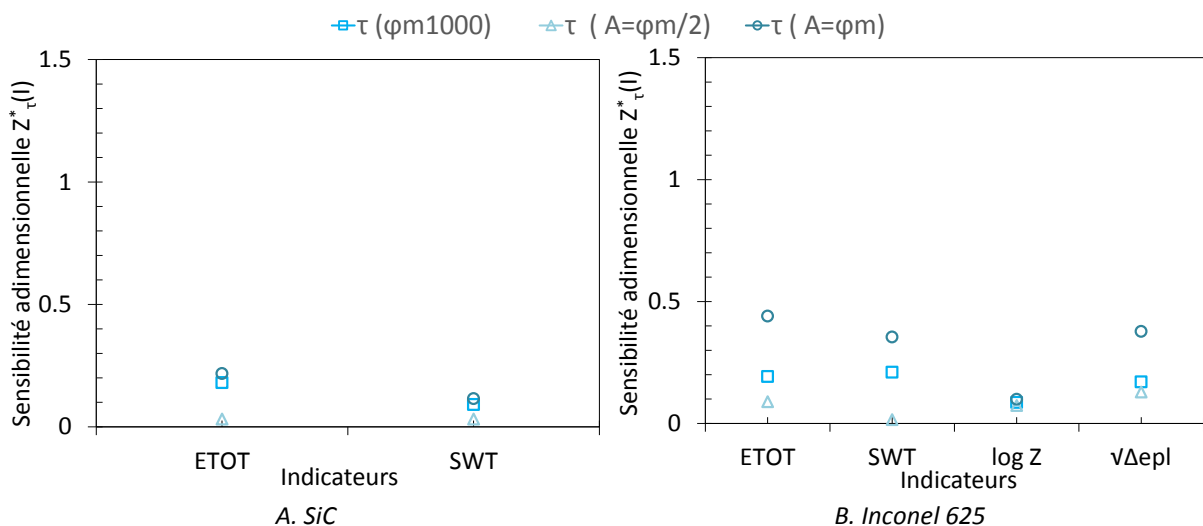 τ (φm1000) τ ( A=φm/2) τ ( A=φm)
Sensibilité adimensionnelle Z*τ(I)
1.5
1
0.5
0
ETOT SWT
Indicateurs
A. SiC
Sensibilité adimensionnelle Z*τ(I)
1.5
1
0.5
0
ETOT SWT log Z √Δepl
Indicateurs
B. Inconel 625